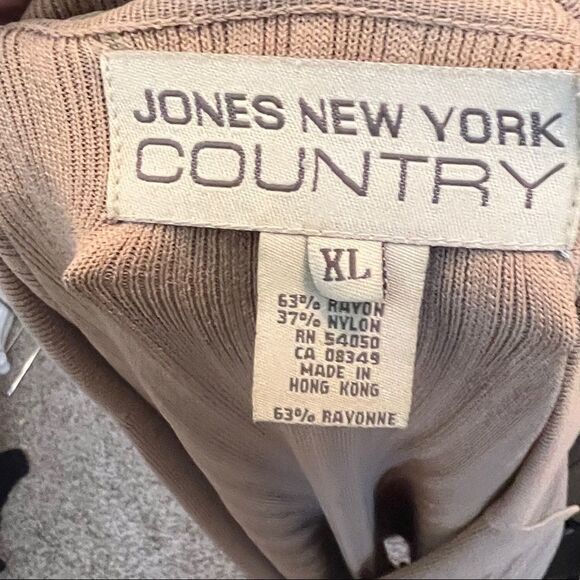 JONES NEW YORK
COUNTRY
XL
63% RAYON
37% NYLON
RN 54050
CA 08349
MADE IN
HONG KONG
63% RAYONNE